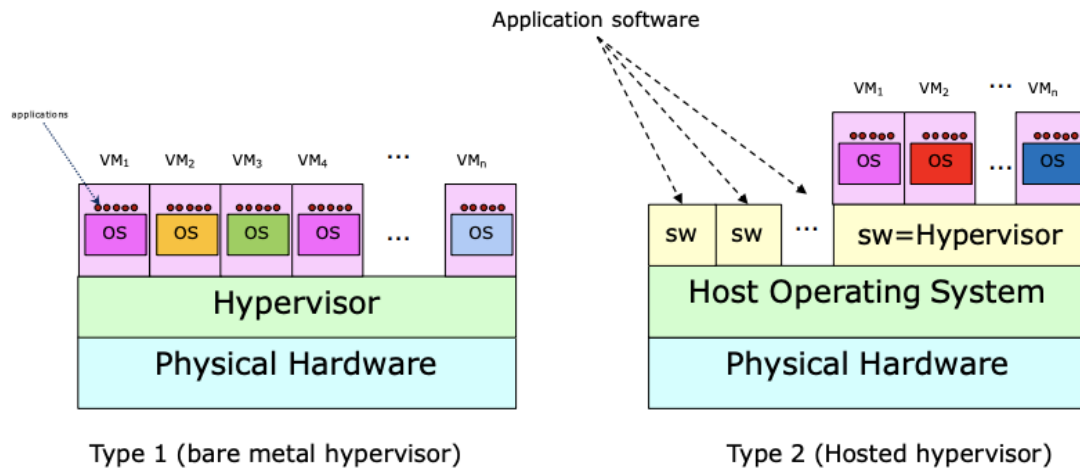 Application software
applications
VM1 VM2 VM3 VM4 ... VMn
OS OS OS OS ... OS
Hypervisor
Physical Hardware
Type 1 (bare metal hypervisor)
VM1 VM2 ... VMn
OS OS ... OS
sw sw ... sw=Hypervisor
Host Operating System
Physical Hardware
Type 2 (Hosted hypervisor)